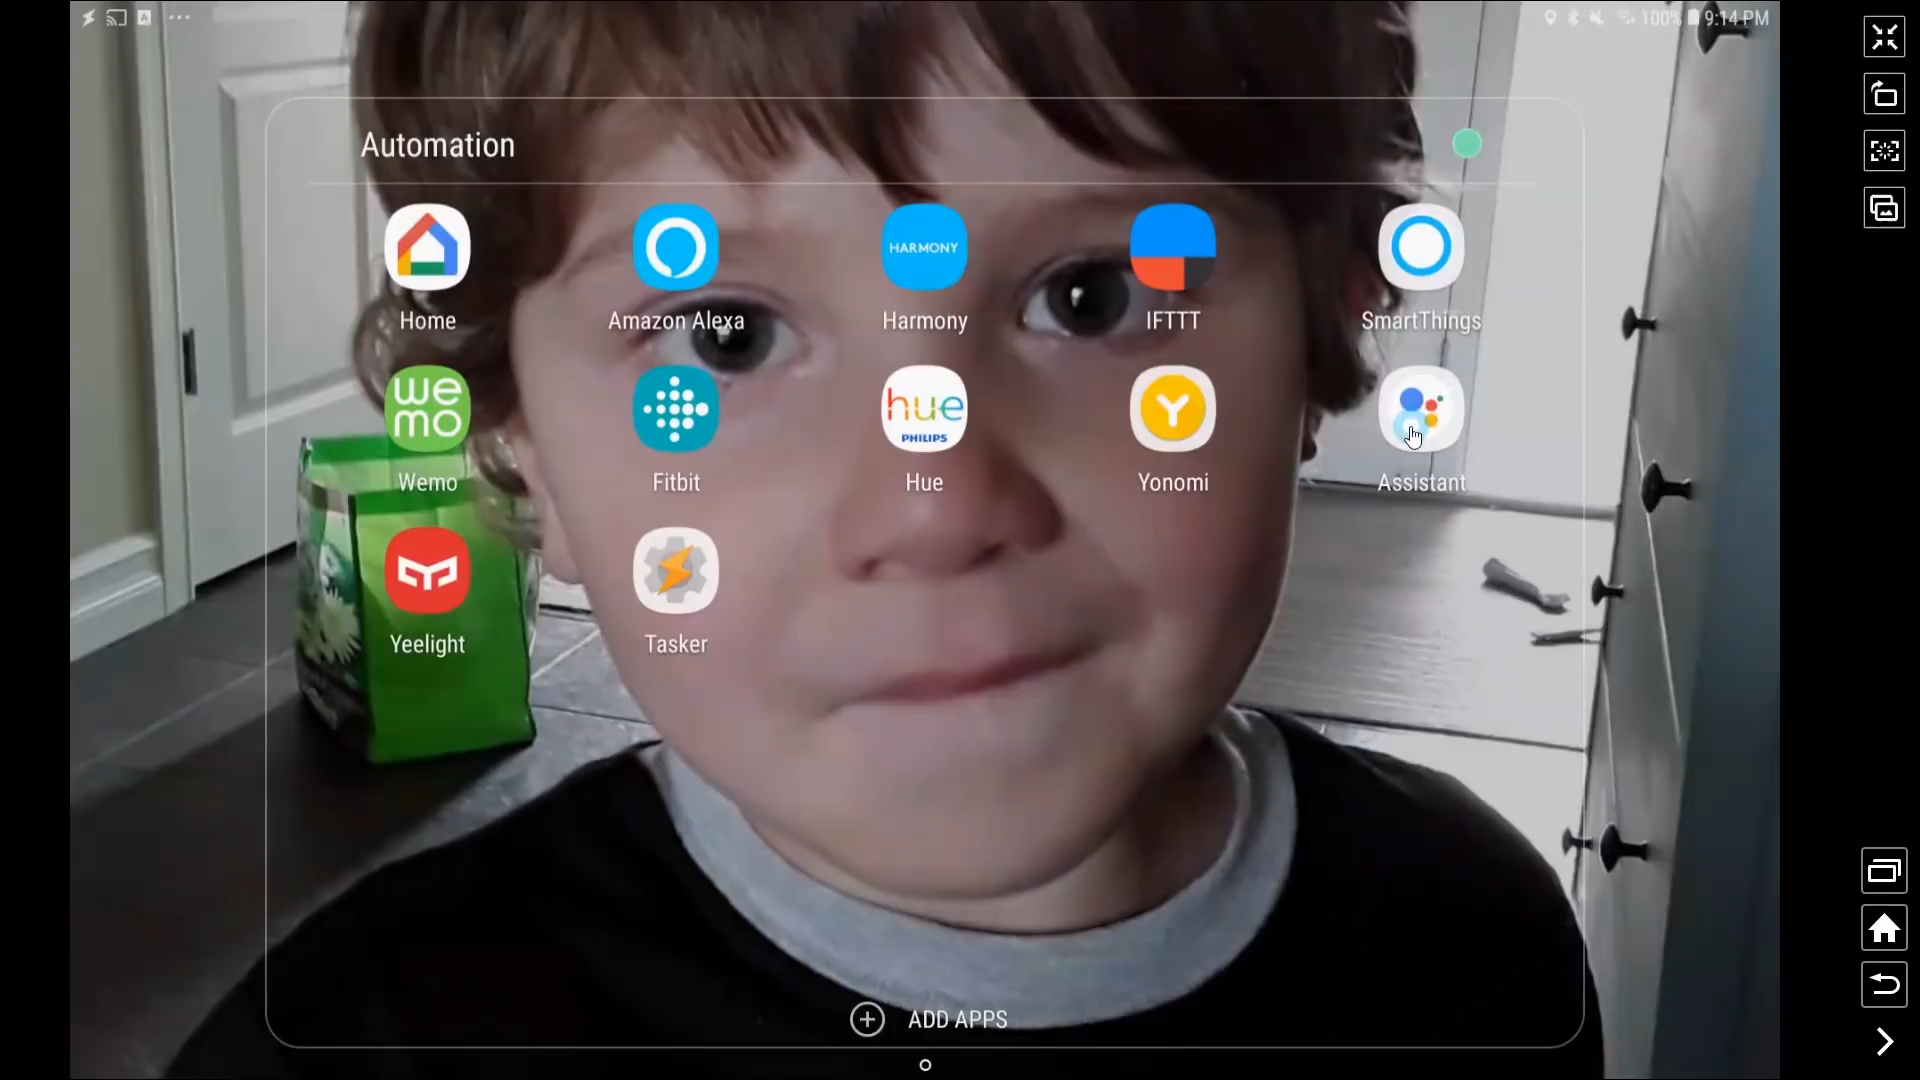 100% 9:14 PM
Automation
HARMONY
Home Amazon Alexa Harmony IFTTT SmartThings
we mo hue PHILIPS Y
Wemo Fitbit Hue Yonomi Assistant
Yeelight Tasker
ADD APPS